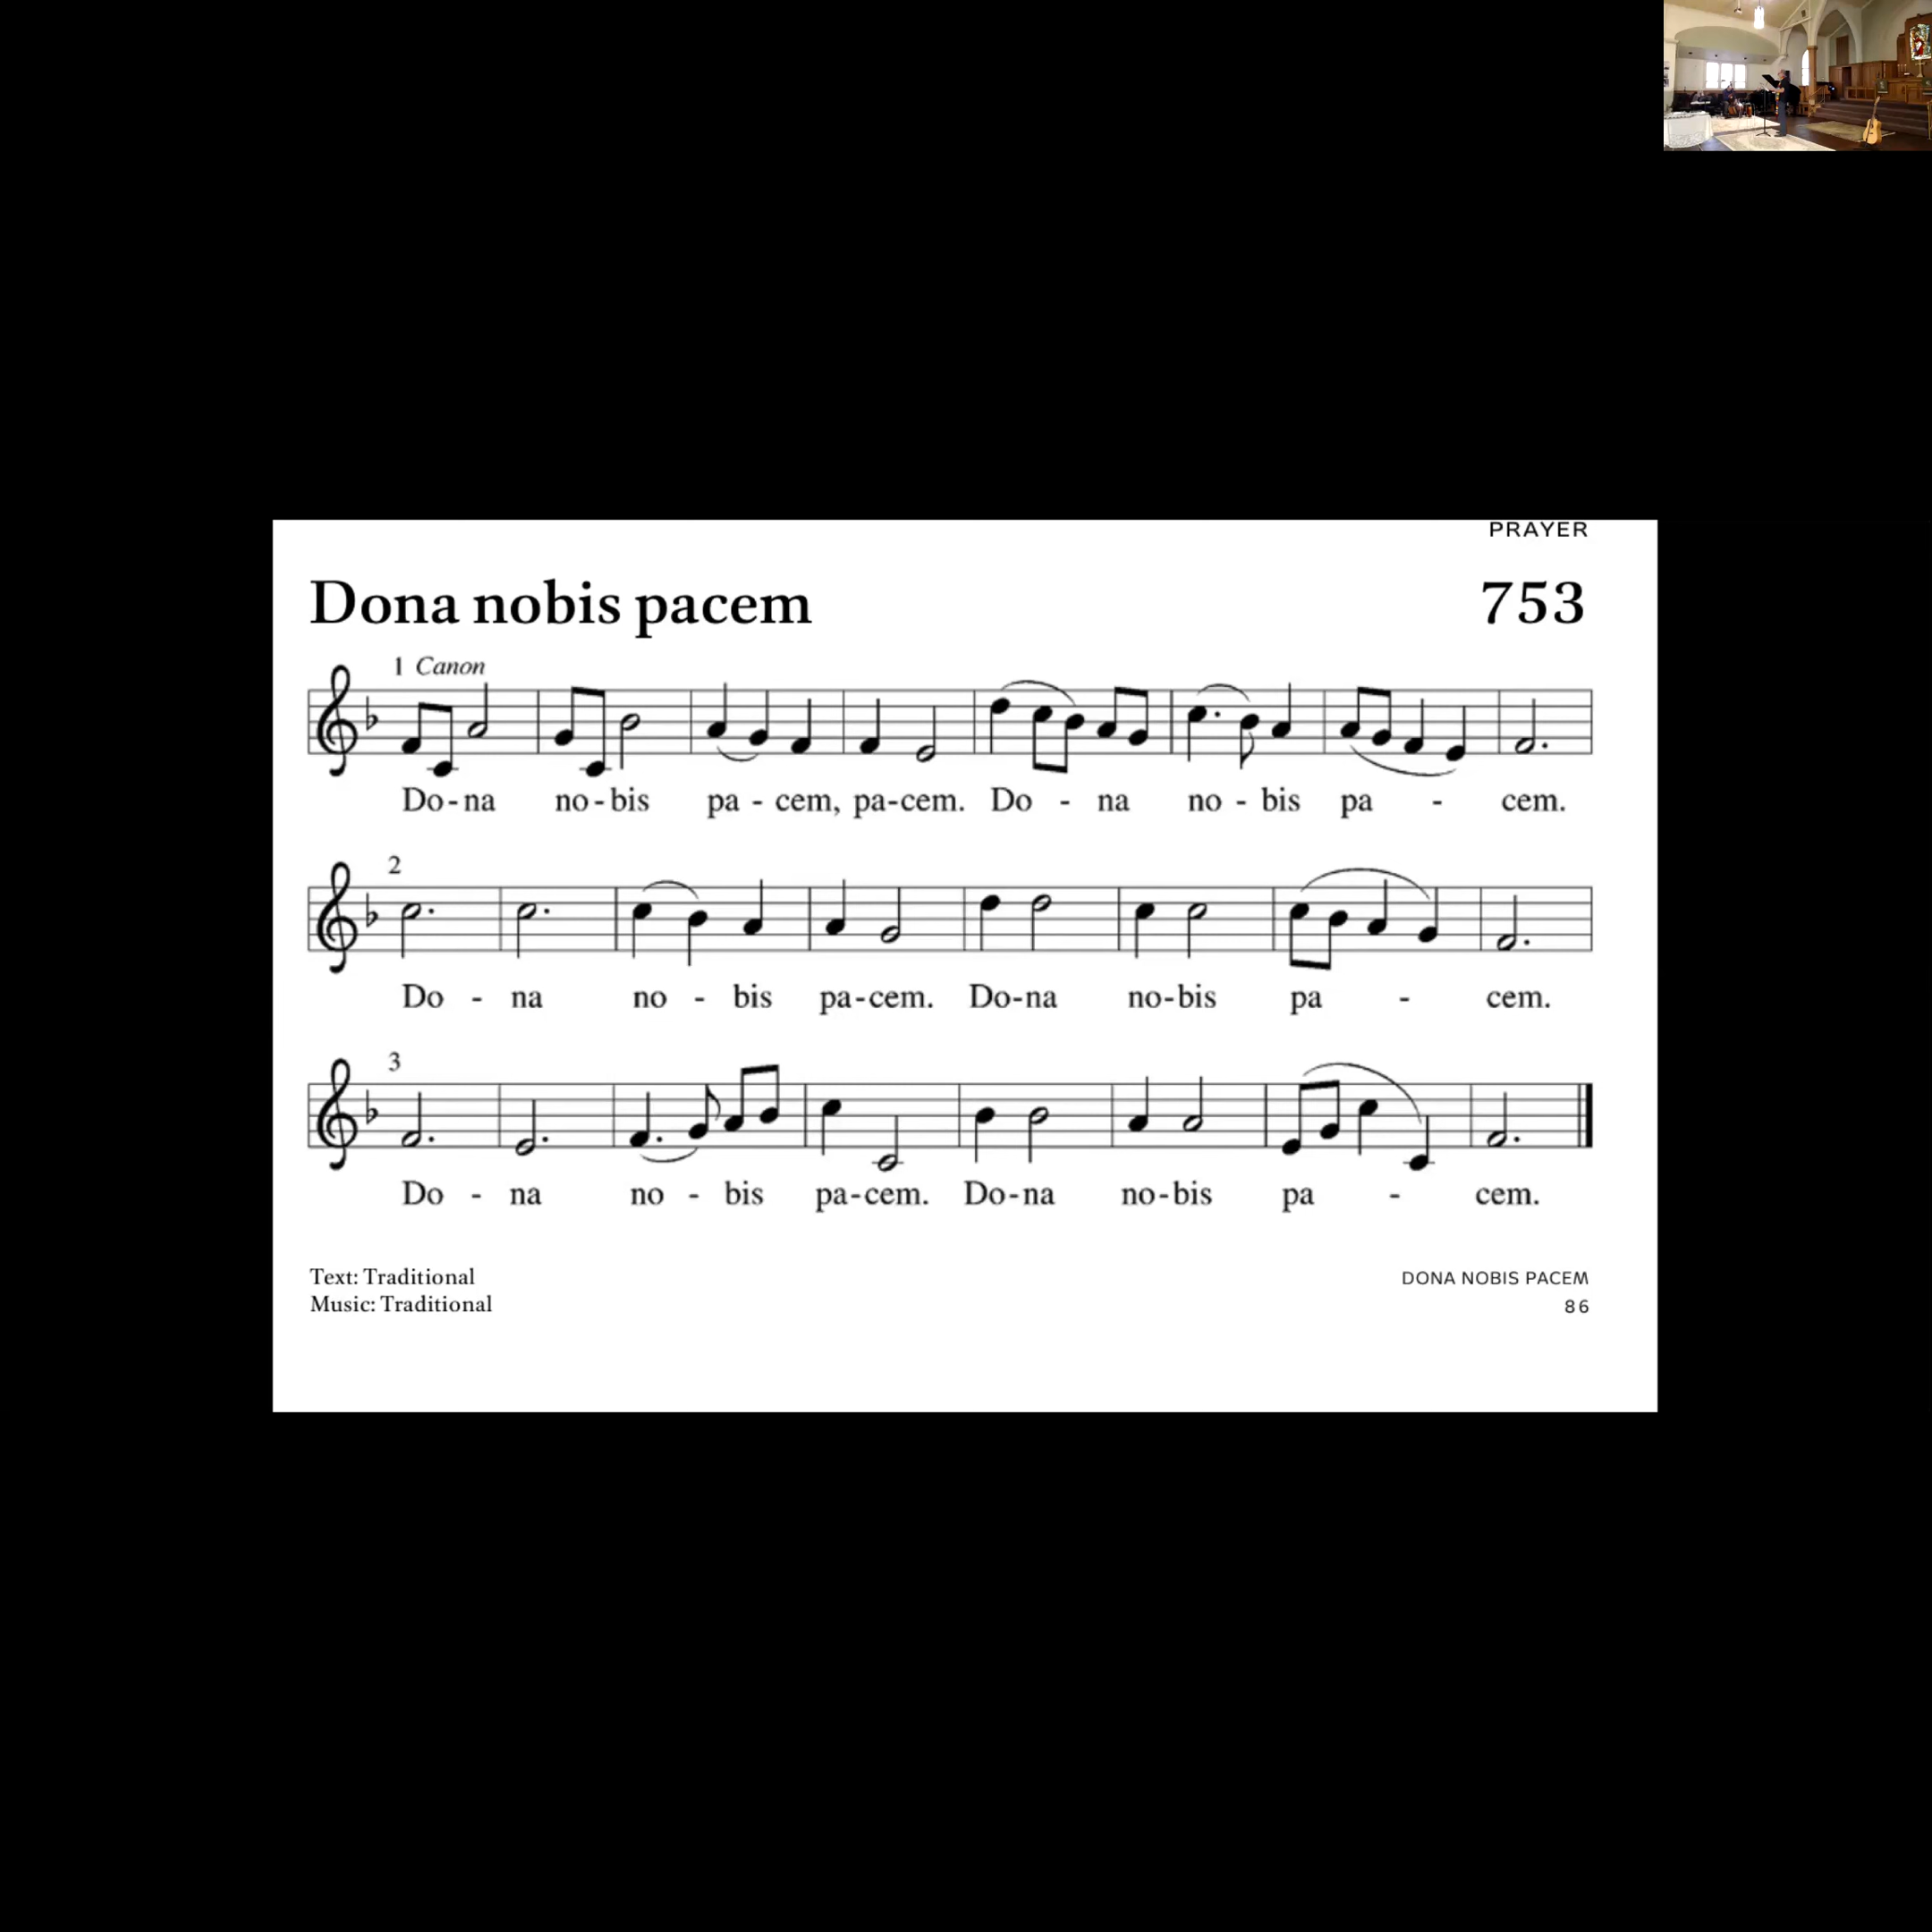 PRAYER
Dona nobis pacem 753
1 Canon
Do - na no - bis pa - cem, pa - cem. Do - na no - bis pa - cem.
2
Do - na no - bis pa - cem. Do - na no - bis pa - cem.
3
Do - na no - bis pa - cem. Do - na no - bis pa - cem.
Text: Traditional
Music: Traditional
DONA NOBIS PACEM
86